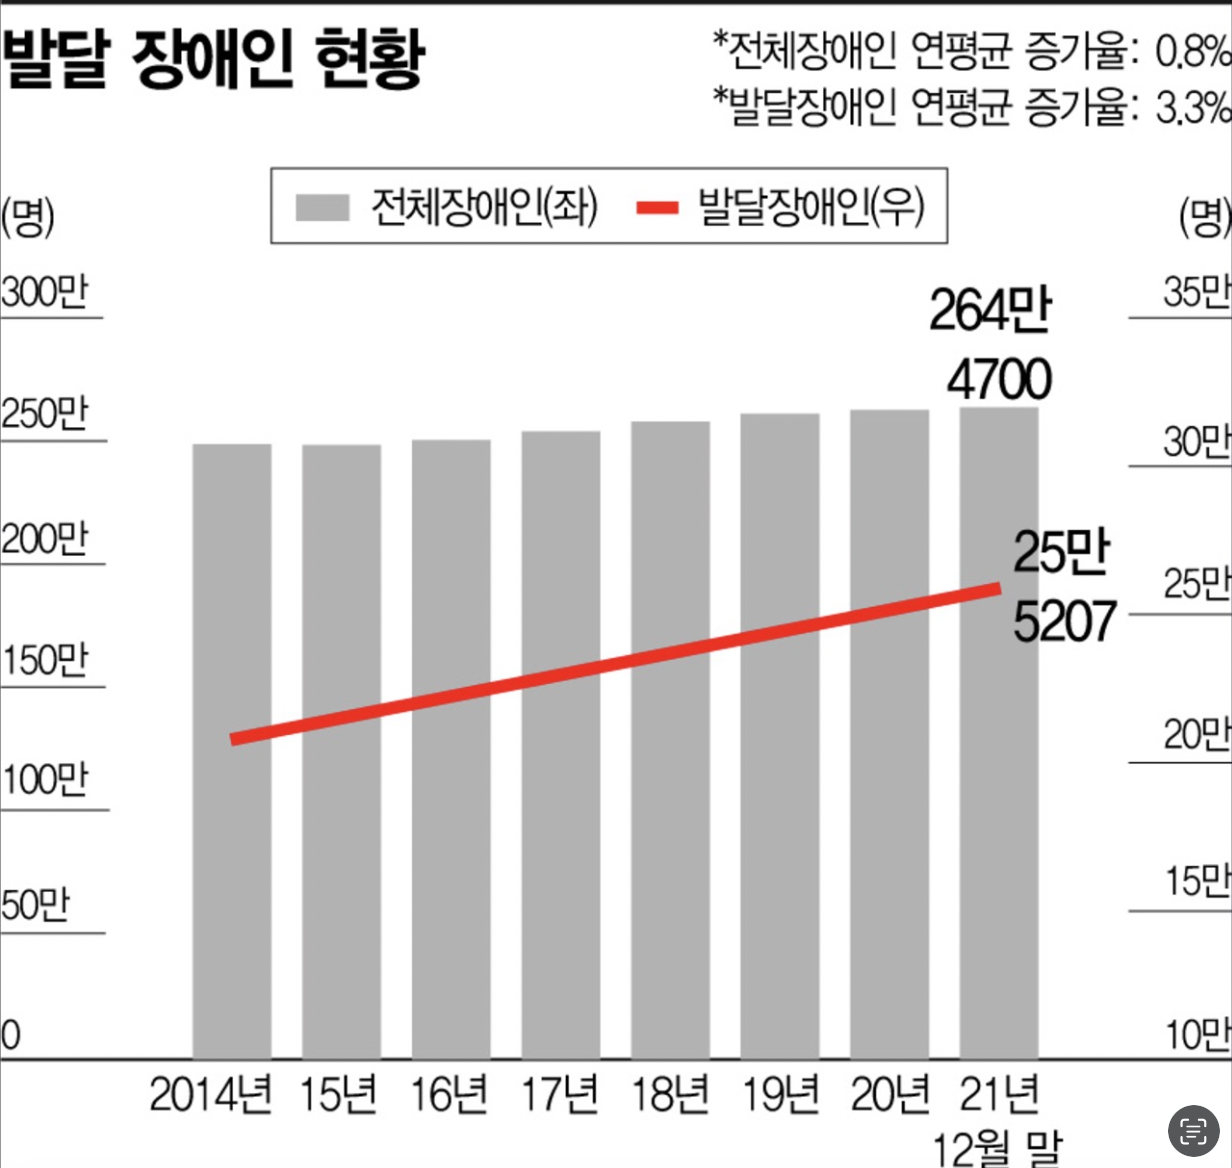 발달 장애인 현황
*전체장애인 연평균 증가율: 0.8%
*발달장애인 연평균 증가율: 3.3%
전체장애인(좌) 발달장애인(우)
(명)
(명)
300만
250만
200만
150만
100만
50만
0
35만
30만
25만
20만
15만
10만
264만
4700
25만
5207
2014년 15년 16년 17년 18년 19년 20년 21년
12월 말